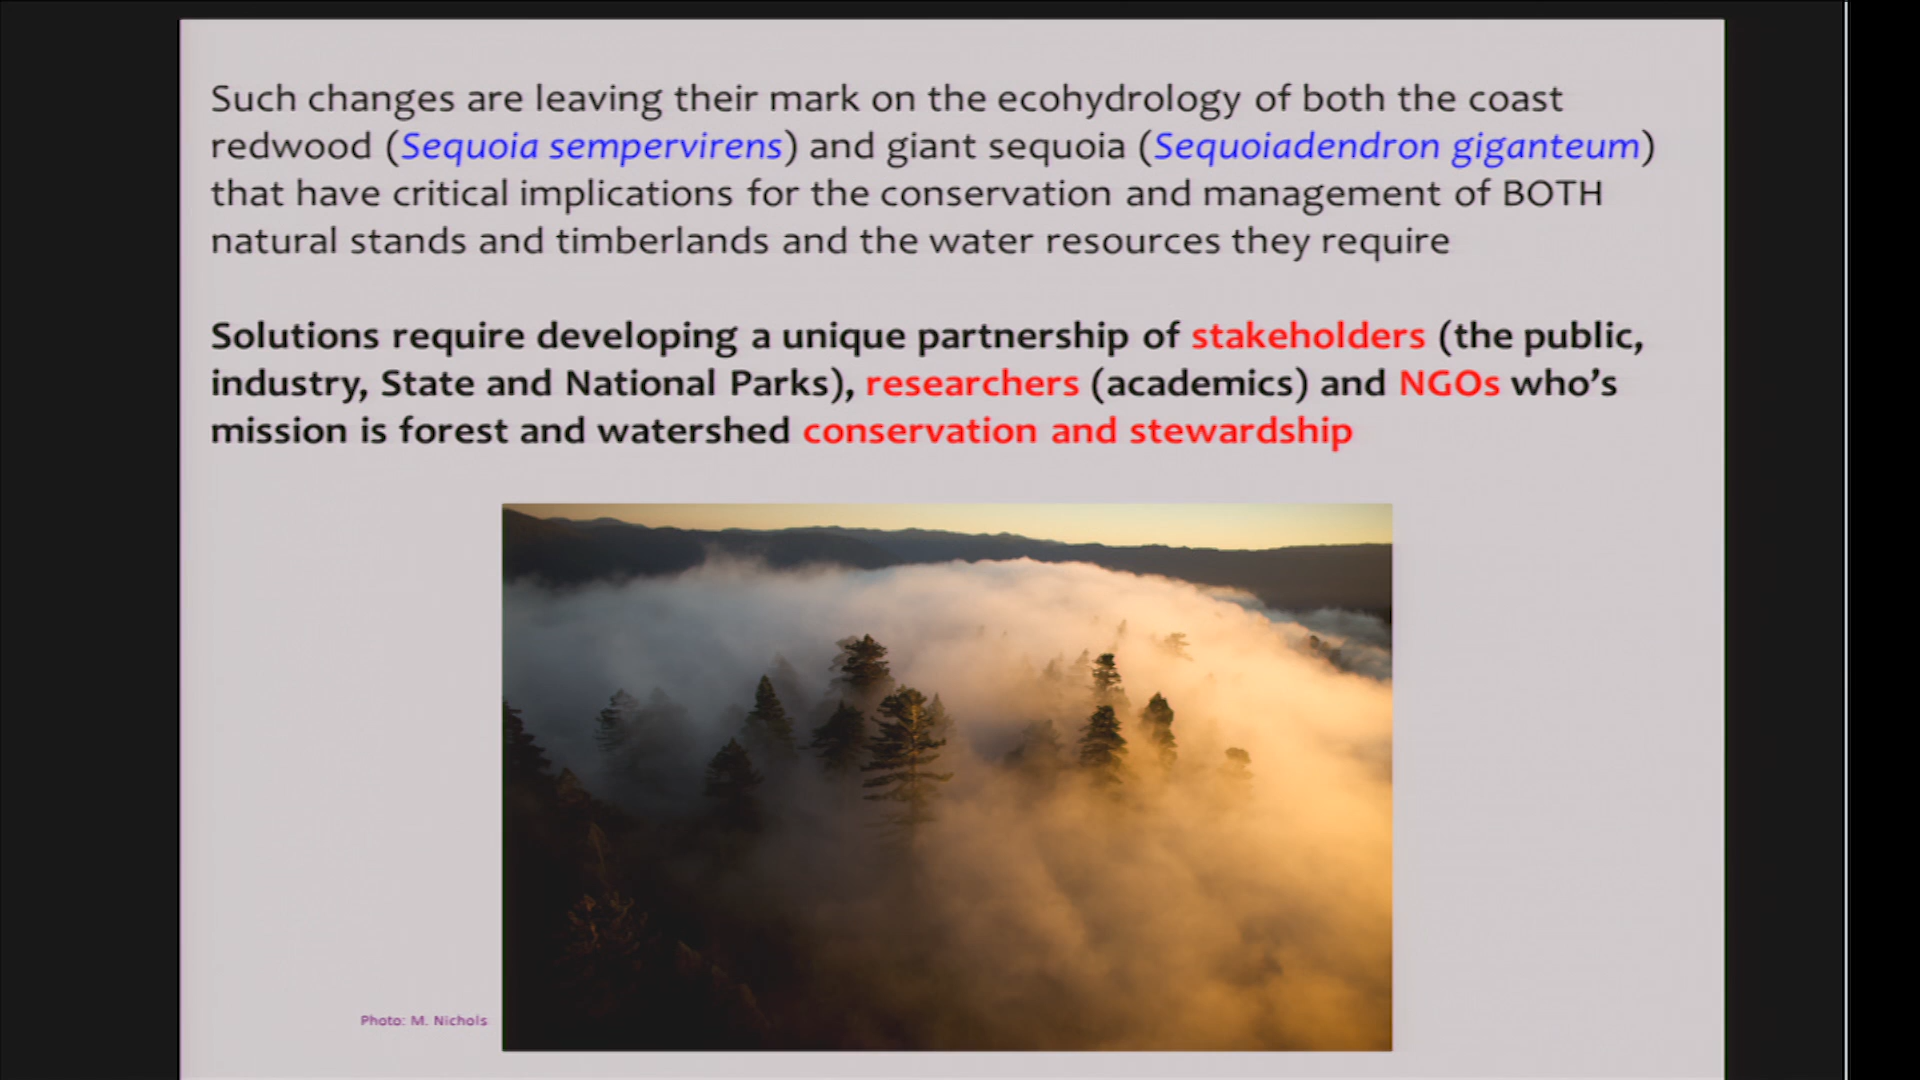 Such changes are leaving their mark on the ecohydrology of both the coast
redwood (Sequoia sempervirens) and giant sequoia (Sequoiadendron giganteum)
that have critical implications for the conservation and management of BOTH
natural stands and timberlands and the water resources they require
Solutions require developing a unique partnership of stakeholders (the public,
industry, State and National Parks), researchers (academics) and NGOs who’s
mission is forest and watershed conservation and stewardship
Photo: M. Nichols